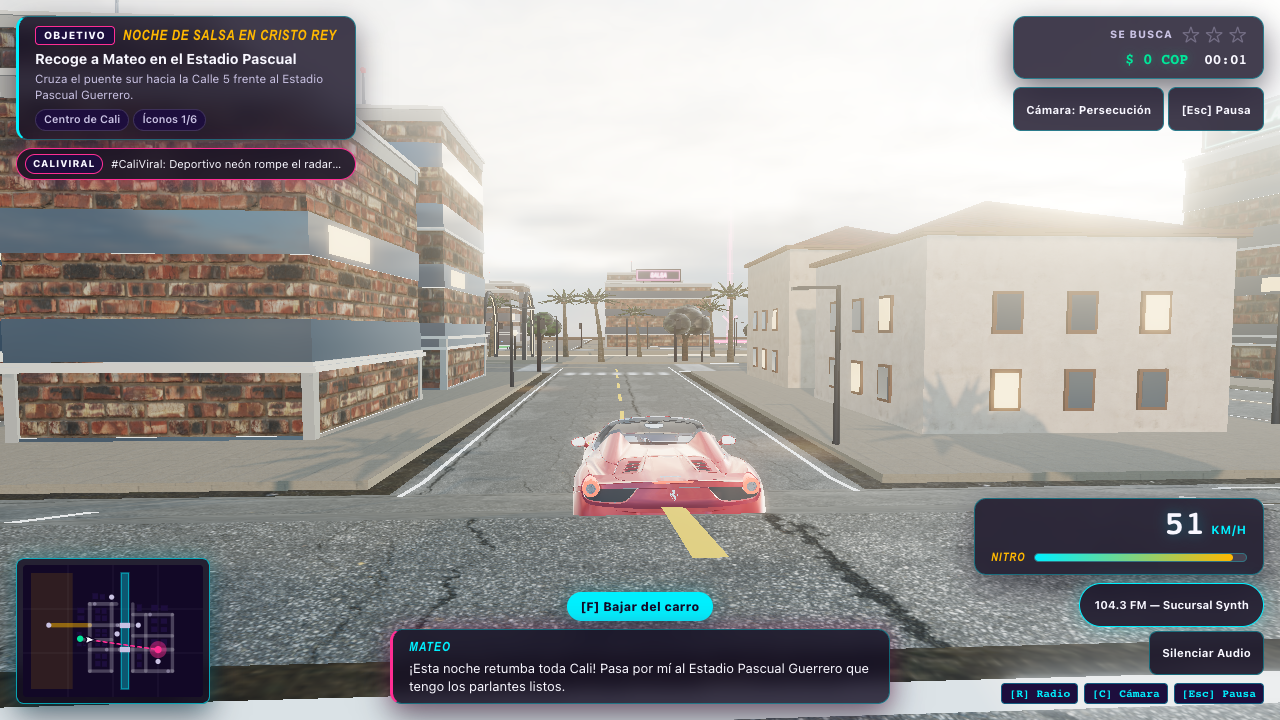 OBJETIVO NOCHE DE SALSA EN CRISTO REY
Recoge a Mateo en el Estadio Pascual
Cruza el puente sur hacia la Calle 5 frente al Estadio
Pascual Guerrero.
Centro de Cali Íconos 1/6
CALIVIRAL #CaliViral: Deportivo neón rompe el radar...
SE BUSCA
$ 0 COP 00:01
Cámara: Persecución [Esc] Pausa
SALSA
51 KM/H
NITRO
[F] Bajar del carro
104.3 FM — Sucursal Synth
MATEO
¡Esta noche retumba toda Cali! Pasa por mí al Estadio Pascual Guerrero que
tengo los parlantes listos.
Silenciar Audio
[R] Radio [C] Cámara [Esc] Pausa